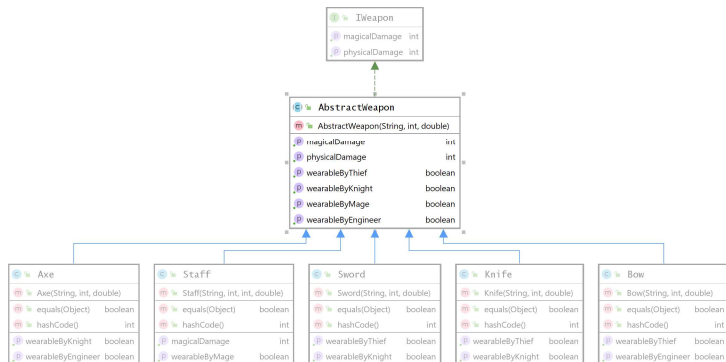 IWeapon
magicalDamage int
physicalDamage int
AbstractWeapon
AbstractWeapon(String, int, double)
magicalDamage int
physicalDamage int
wearableByThief boolean
wearableByKnight boolean
wearableByMage boolean
wearableByEngineer boolean
Axe
Axe(String, int, double)
equals(Object) boolean
hashCode() int
wearableByKnight boolean
wearableByEngineer boolean
Staff
Staff(String, int, int, double)
equals(Object) boolean
hashCode() int
magicalDamage int
wearableByMage boolean
Sword
Sword(String, int, double)
equals(Object) boolean
hashCode() int
wearableByThief boolean
wearableByKnight boolean
Knife
Knife(String, int, double)
equals(Object) boolean
hashCode() int
wearableByThief boolean
wearableByKnight boolean
Bow
Bow(String, int, double)
equals(Object) boolean
hashCode() int
wearableByThief boolean
wearableByEngineer boolean